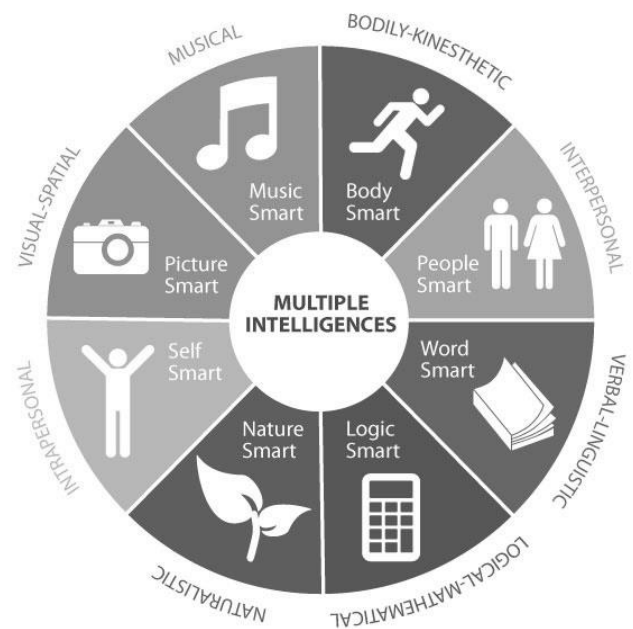 MUSICAL
BODILY-KINESTHETIC
INTERPERSONAL
VERBAL-LINGUISTIC
LOGICAL-MATHEMATICAL
NATURALISTIC
INTRAPERSONAL
VISUAL-SPATIAL
Music
Smart
Body
Smart
People
Smart
Word
Smart
Logic
Smart
Nature
Smart
Self
Smart
Picture
Smart
MULTIPLE
INTELLIGENCES